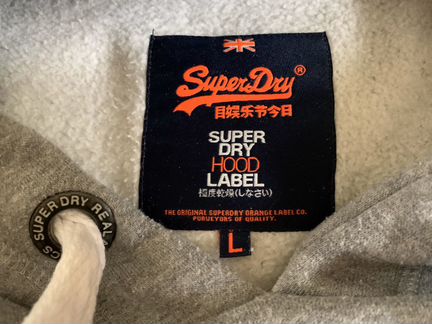 SuperDry®
目娱乐节今日
SUPER
DRY
HOOD
LABEL
極度乾燥(しなさい)
THE ORIGINAL SUPERDRY ORANGE LABEL CO.
PURVEYORS OF QUALITY.
L
SUPER DRY REAL
GS